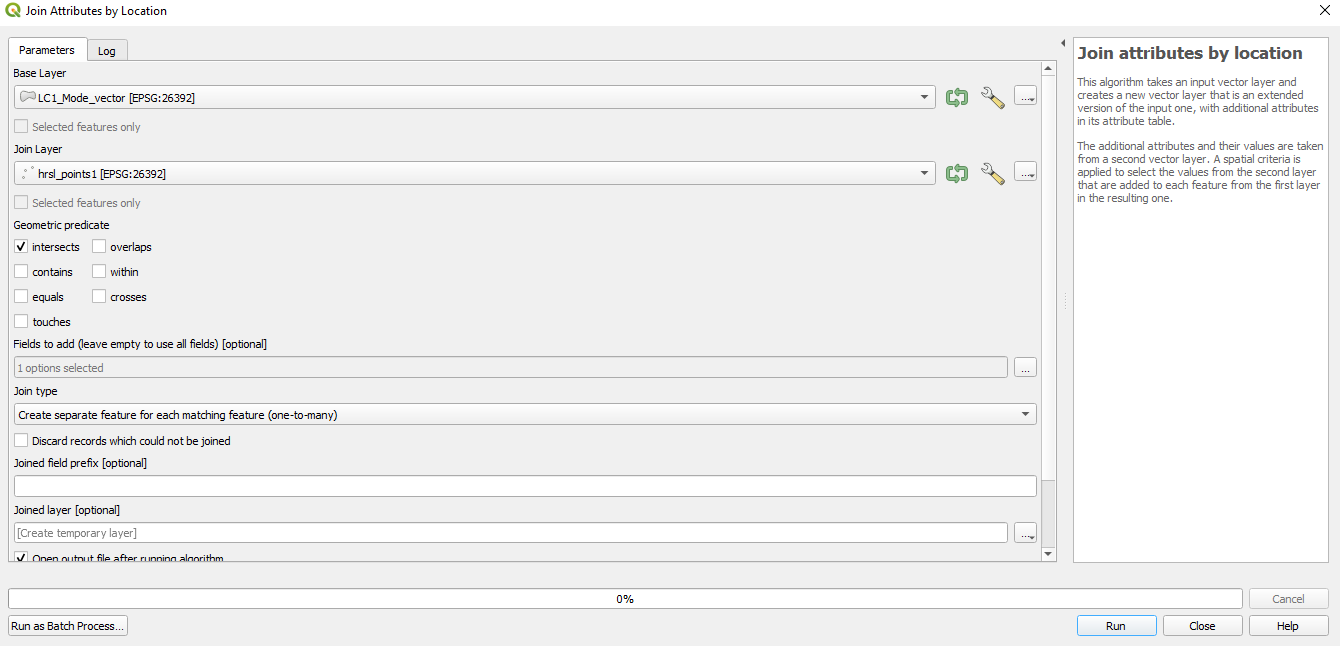 Join Attributes by Location
Parameters
Log
Base Layer
LC1_Mode_vector [EPSG:26392]
...
Selected features only
Join Layer
hrsl_points1 [EPSG:26392]
...
Selected features only
Geometric predicate
intersects
overlaps
contains
within
equals
crosses
touches
Fields to add (leave empty to use all fields) [optional]
1 options selected
...
Join type
Create separate feature for each matching feature (one-to-many)
Discard records which could not be joined
Joined field prefix [optional]
Joined layer [optional]
[Create temporary layer]
...
Open output file after running algorithm
Join attributes by location
This algorithm takes an input vector layer and
creates a new vector layer that is an extended
version of the input one, with additional attributes
in its attribute table.
The additional attributes and their values are taken
from a second vector layer. A spatial criteria is
applied to select the values from the second layer
that are added to each feature from the first layer
in the resulting one.
0%
Cancel
Run as Batch Process...
Run
Close
Help